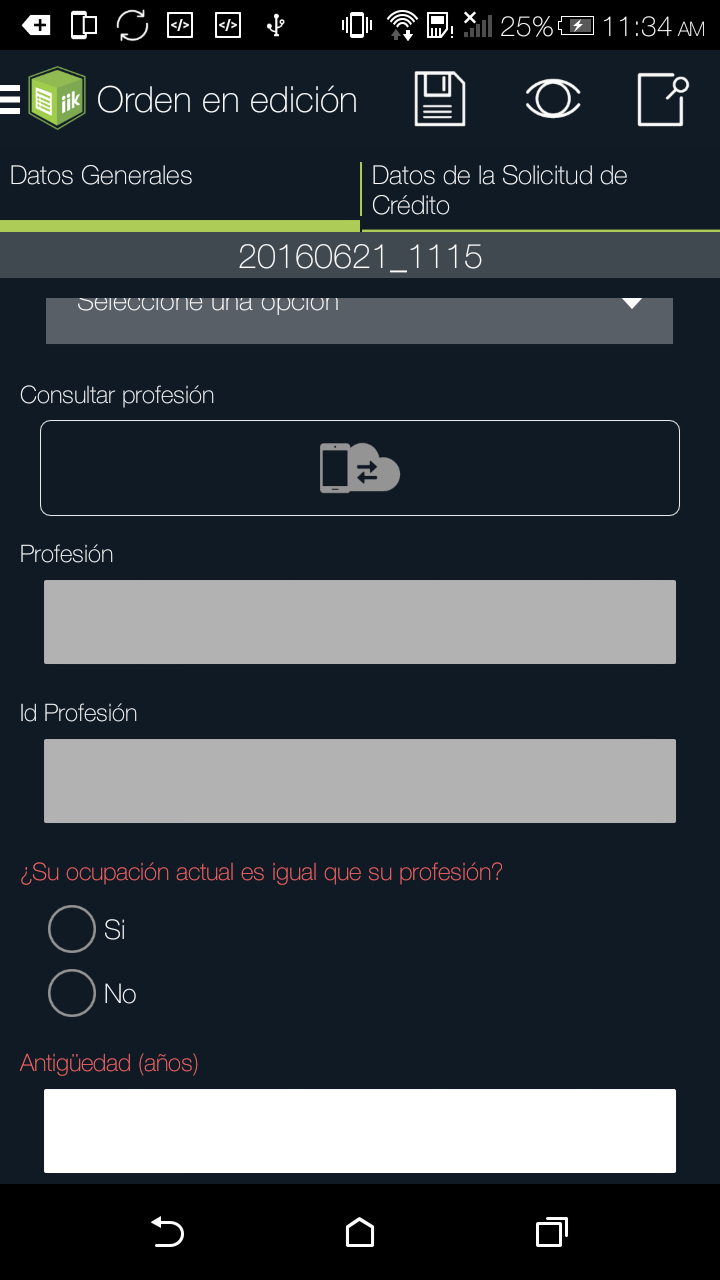 25% 11:34 AM
iik Orden en edición
Datos Generales
Datos de la Solicitud de
Crédito
20160621_1115
Seleccione una opción
Consultar profesión
Profesión
Id Profesión
¿Su ocupación actual es igual que su profesión?
Si
No
Antigüedad (años)